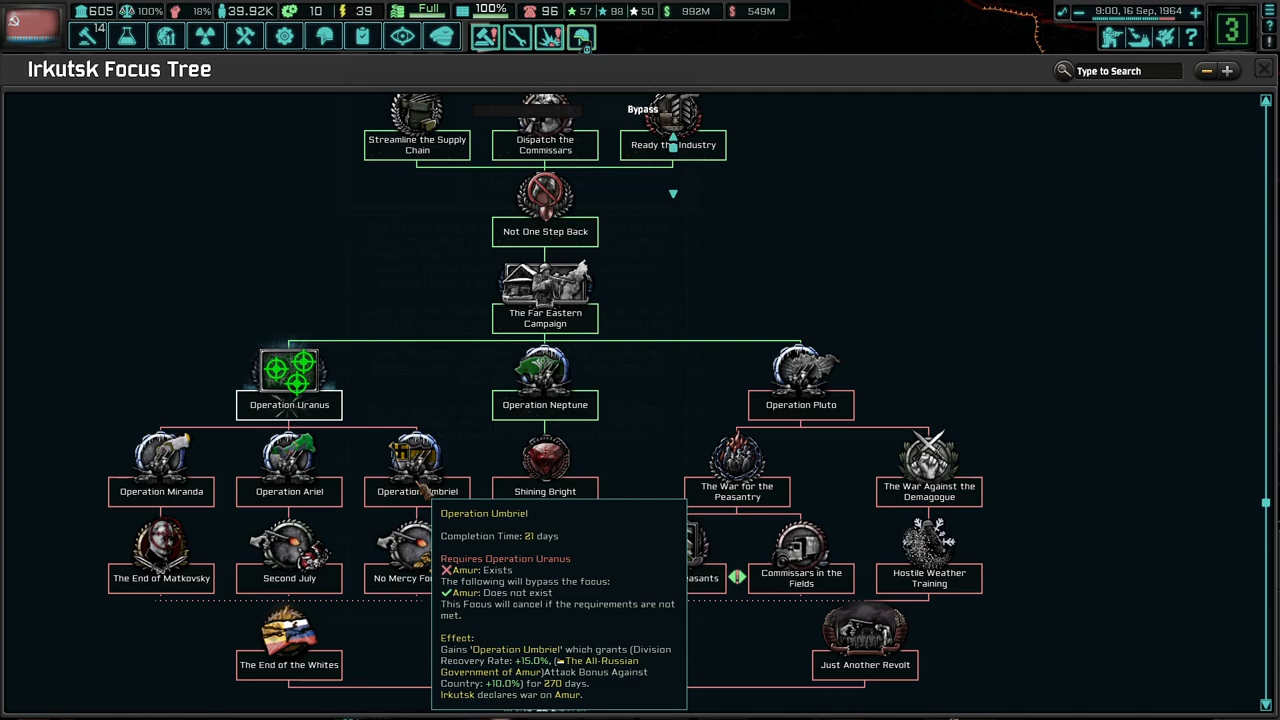 605
100%
18%
39.92K
10
39
Full
100%
96
57
98
50
992M
549M
9:00, 16 Sep, 1964
3
14
Irkutsk Focus Tree
Type to Search
Bypass
Streamline the Supply
Chain
Dispatch the
Commissars
Ready the Industry
Not One Step Back
The Far Eastern
Campaign
Operation Uranus
Operation Neptune
Operation Pluto
Operation Miranda
Operation Ariel
Operation Umbriel
Shining Bright
The War for the
Peasantry
The War Against the
Demagogue
The End of Matkovsky
Second July
No Mercy Fo
easants
Commissars in the
Fields
Hostile Weather
Training
The End of the Whites
Just Another Revolt
Operation Umbriel
Completion Time: 21 days
Requires Operation Uranus
Amur: Exists
The following will bypass the focus:
Amur: Does not exist
This Focus will cancel if the requirements are not
met.
Effect:
Gains 'Operation Umbriel' which grants (Division
Recovery Rate: +15.0%, (The All-Russian
Government of Amur)Attack Bonus Against
Country: +10.0%) for 270 days.
Irkutsk declares war on Amur.